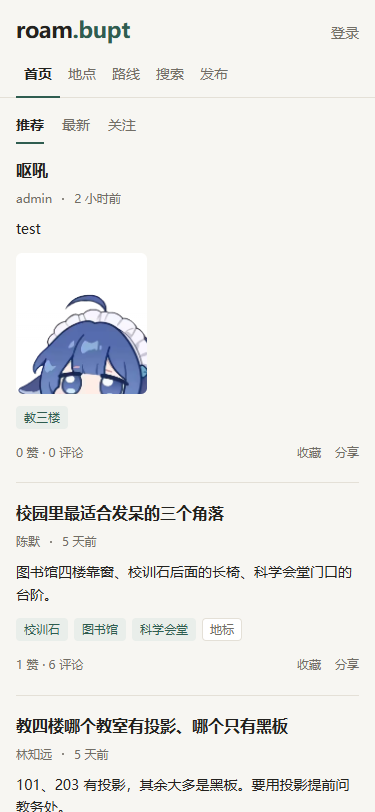 roam.bupt
登录
首页 地点 路线 搜索 发布
推荐 最新 关注
呕吼
admin · 2 小时前
test
教三楼
0 赞 · 0 评论 收藏 分享
校园里最适合发呆的三个角落
陈默 · 5 天前
图书馆四楼靠窗、校训石后面的长椅、科学会堂门口的
台阶。
校训石 图书馆 科学会堂 地标
1 赞 · 6 评论 收藏 分享
教四楼哪个教室有投影、哪个只有黑板
林知远 · 5 天前
101、203 有投影，其余大多是黑板。要用投影提前问
教务处。